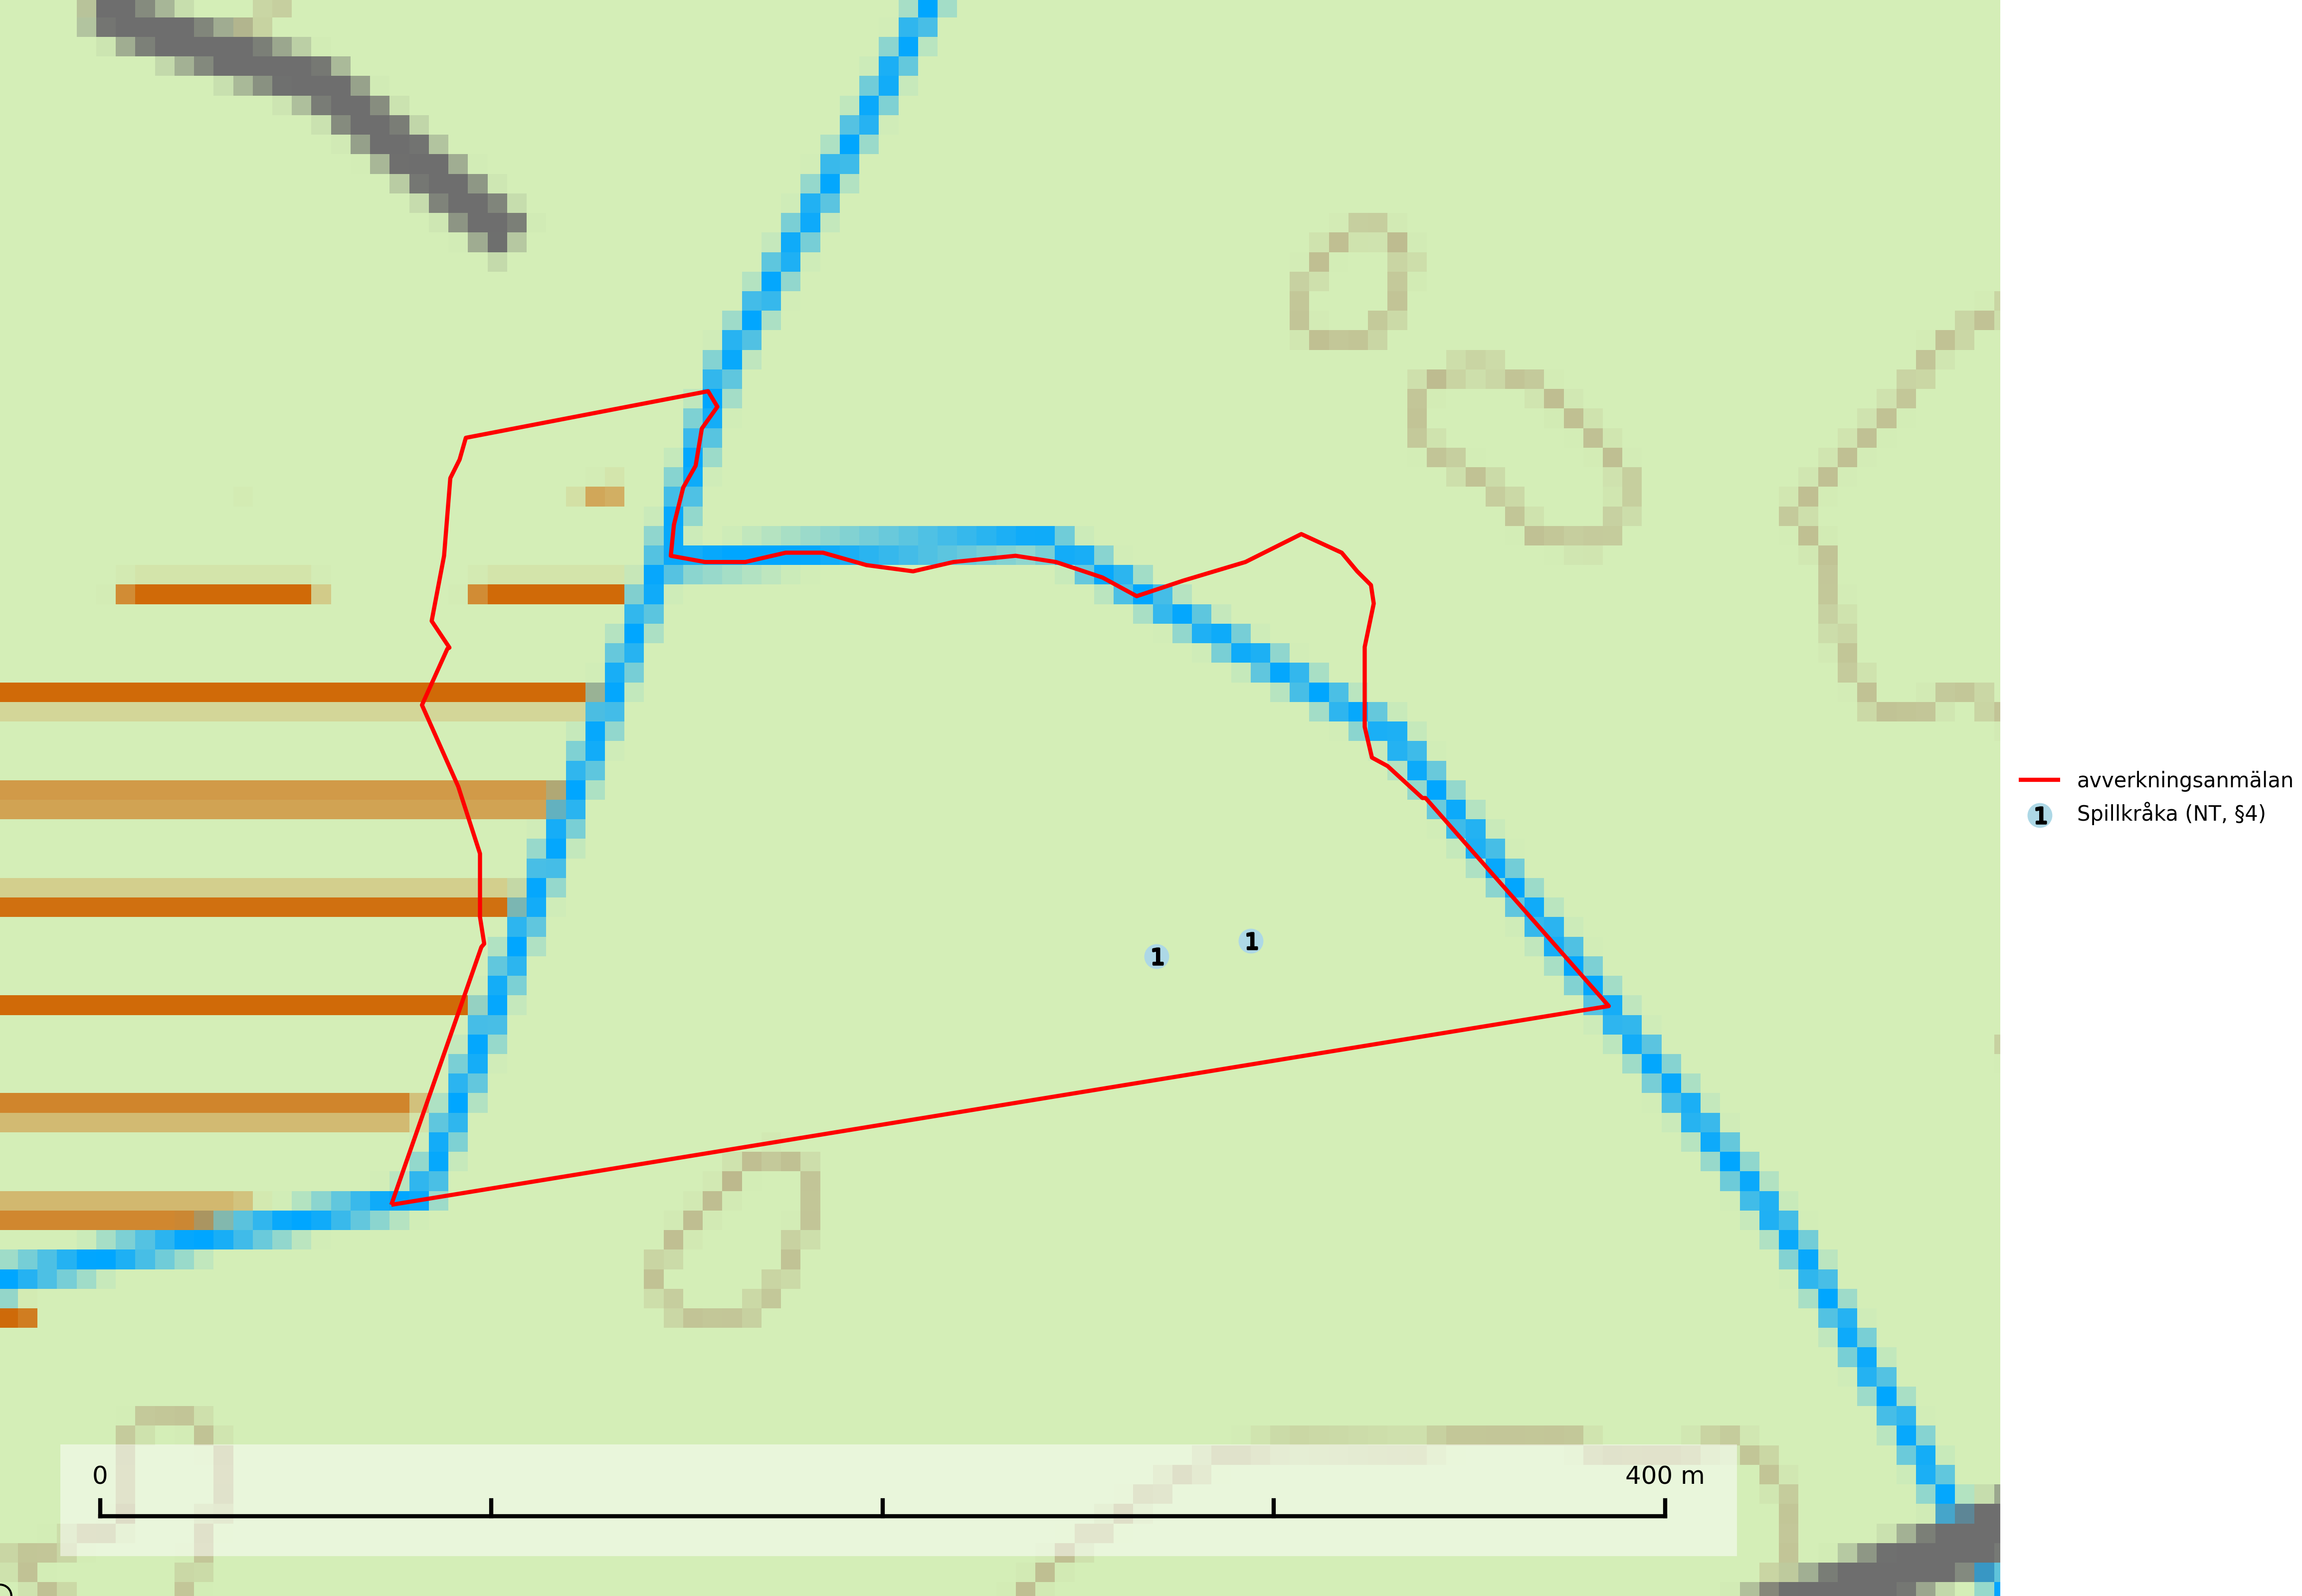 avverkningsanmälan
1 Spillkråka (NT, §4)
1
1
0 400 m